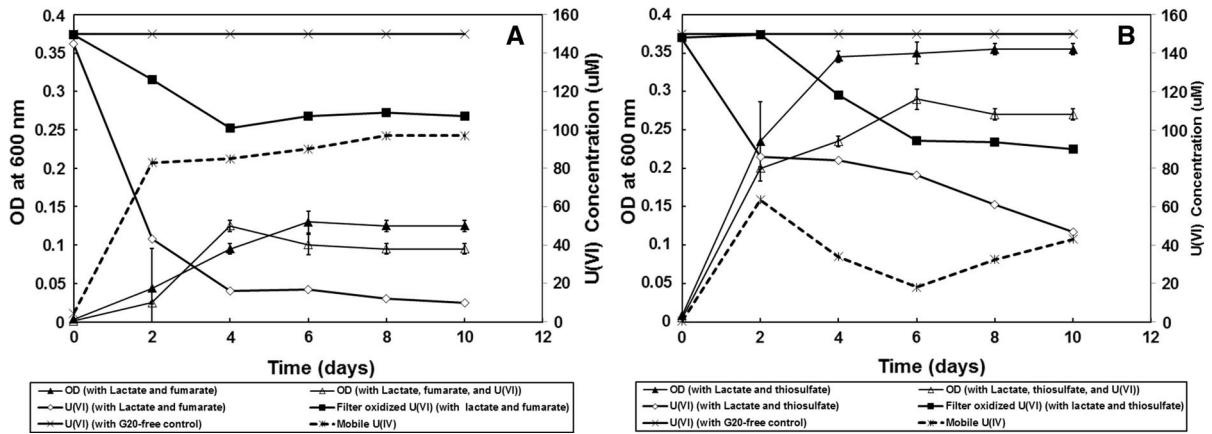 A
OD at 600 nm
0.4
0.35
0.3
0.25
0.2
0.15
0.1
0.05
0
160
140
120
100
80
60
40
20
0
U(VI) Concentration (uM)
0 2 4 6 8 10 12
Time (days)
OD (with Lactate and fumarate)
OD (with Lactate, fumarate, and U(VI))
U(VI) (with Lactate and fumarate)
Filter oxidized U(VI) (with lactate and fumarate)
U(VI) (with G20-free control)
Mobile U(IV)
B
OD at 600 nm
0.4
0.35
0.3
0.25
0.2
0.15
0.1
0.05
0
160
140
120
100
80
60
40
20
0
U(VI) Concentration (uM)
0 2 4 6 8 10 12
Time (days)
OD (with Lactate and thiosulfate)
OD (with Lactate, thiosulfate, and U(VI))
U(VI) (with Lactate and thiosulfate)
Filter oxidized U(VI) (with lactate and thiosulfate)
U(VI) (with G20-free control)
Mobile U(IV)